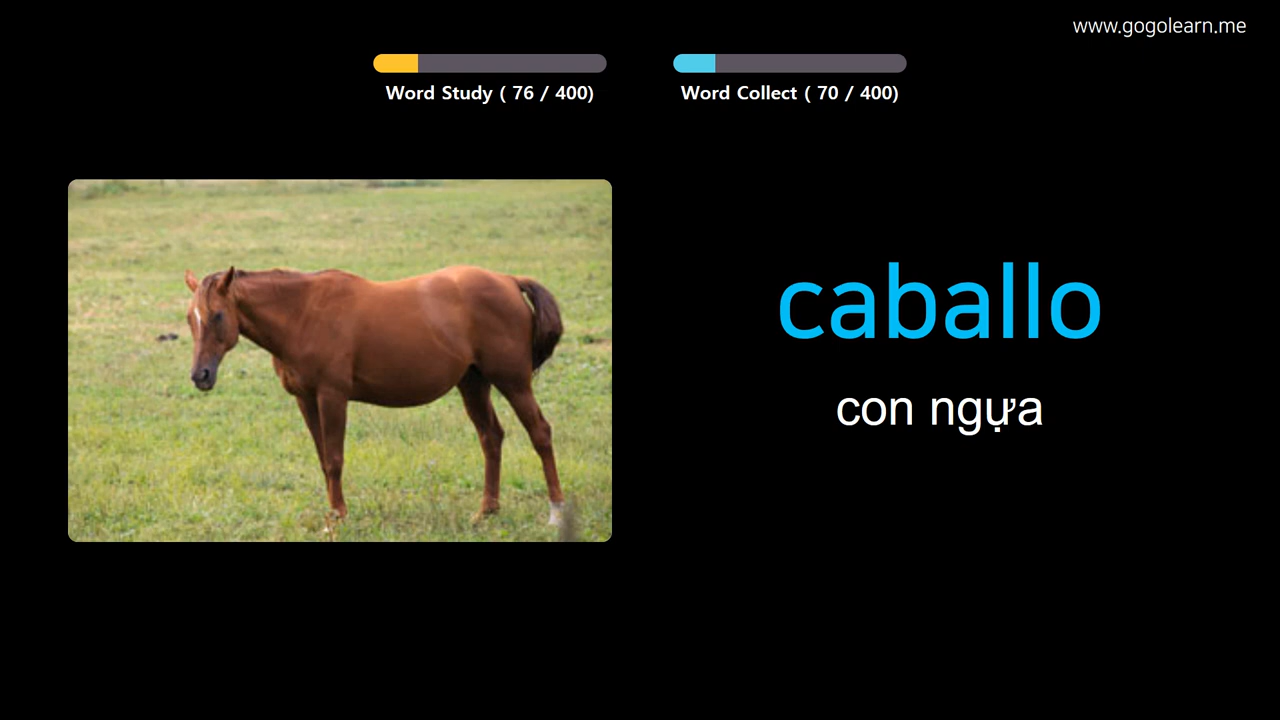 www.gogolearn.me
Word Study ( 76 / 400)
Word Collect ( 70 / 400)
caballo
con ngựa